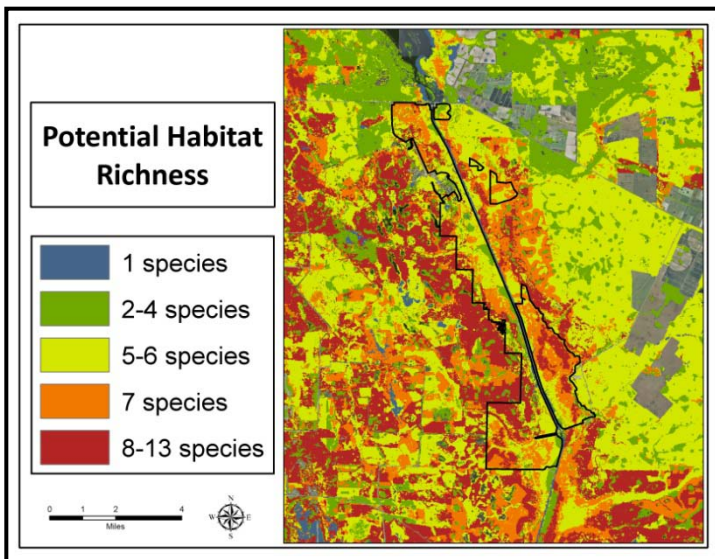 Potential Habitat
Richness
1 species
2-4 species
5-6 species
7 species
8-13 species
0 1 2 4
Miles
N
W E
S